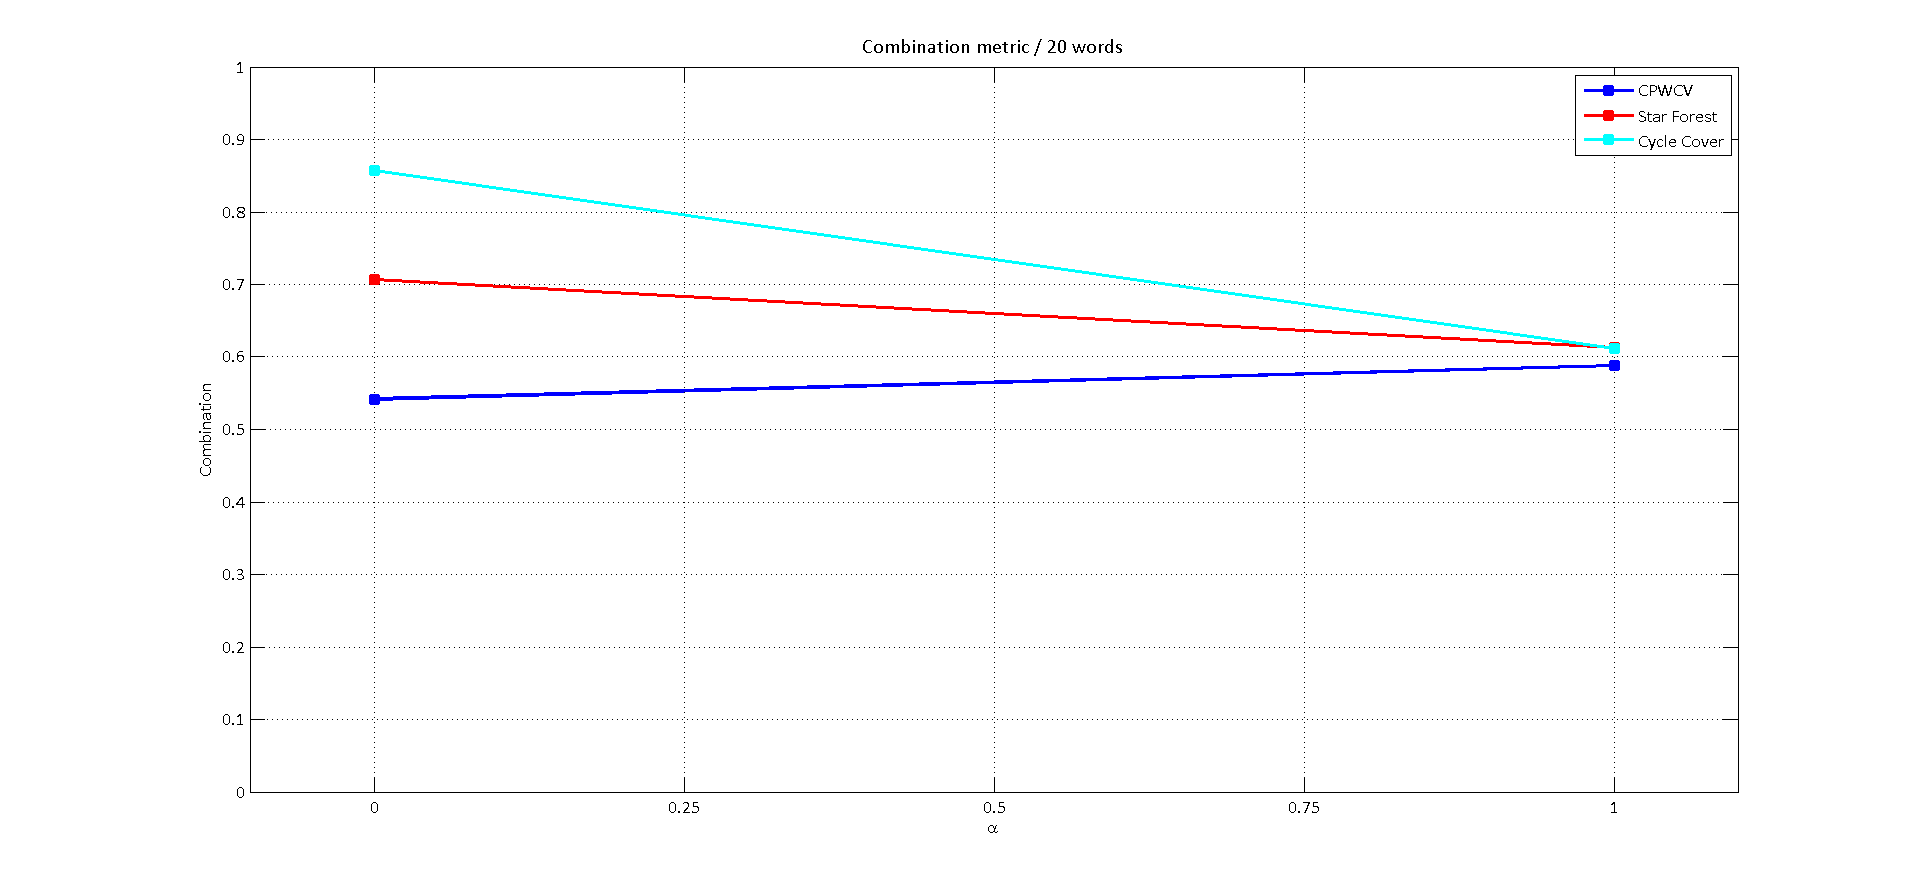 Combination metric / 20 words
1
0.9
0.8
0.7
0.6
0.5
0.4
0.3
0.2
0.1
0
Combination
CPWCV
Star Forest
Cycle Cover
0 0.25 0.5 0.75 1
α